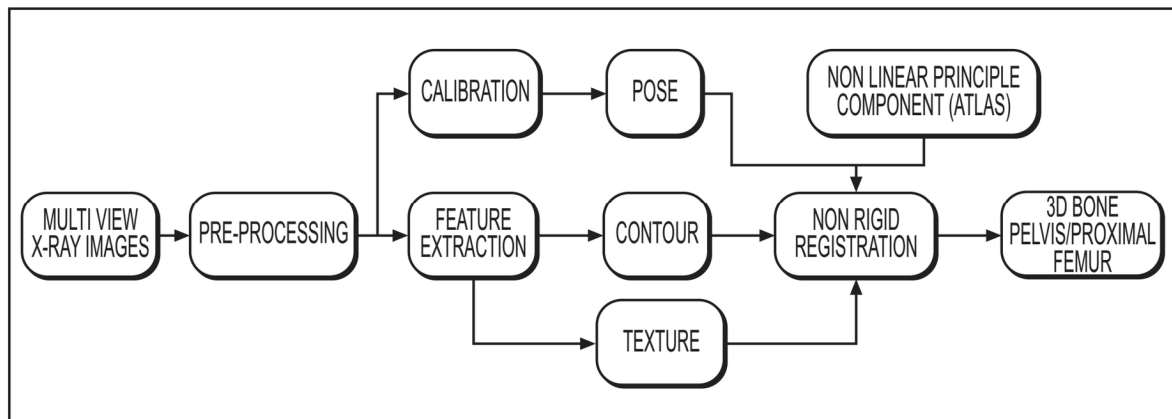 CALIBRATION
POSE
NON LINEAR PRINCIPLE
COMPONENT (ATLAS)
MULTI VIEW
X-RAY IMAGES
PRE-PROCESSING
FEATURE
EXTRACTION
CONTOUR
NON RIGID
REGISTRATION
3D BONE
PELVIS/PROXIMAL
FEMUR
TEXTURE